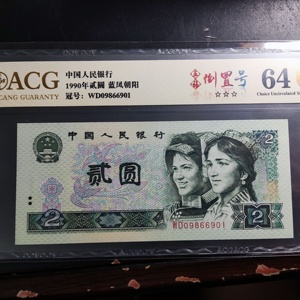 ACG
CANG GUARANTY
中国人民银行
1990年贰圆 蓝凤朝阳
冠号：WD09866901
倒置号
☆☆☆
64
Choice Uncirculated
中国人民银行
贰圆
2
2
2
WD09866901